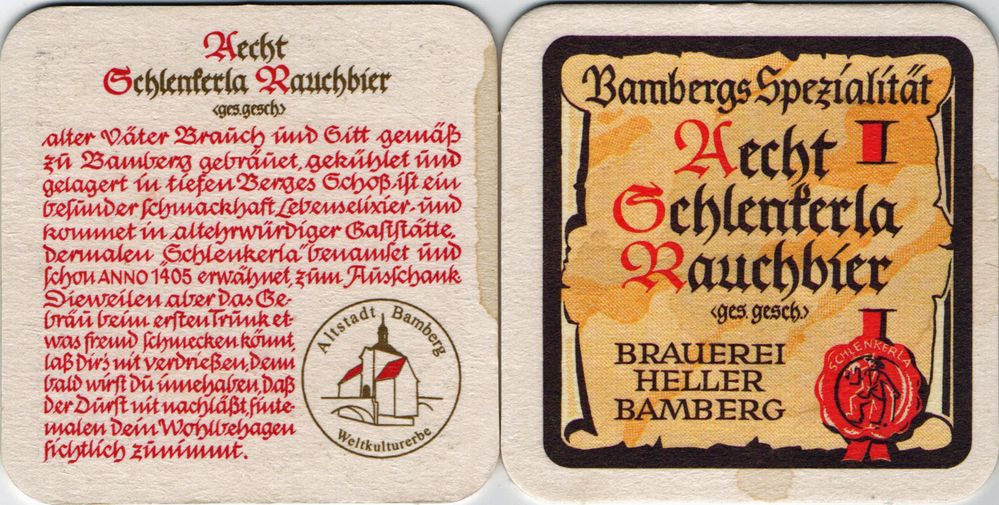 Aecht
Schlenkerla Rauchbier
‹ges.gesch›
alter Väter Brauch und Sitt gemäß
zu Bamberg gebräuet, gekühlet und
gelagert in tiefen Berges Schoß ist ein
besunder schmackhaft Lebenselixier und
kommet in altehrwürdiger Gaststätte,
dermalen „Schlenkerla" benamset und
schon ANNO 1405 erwähnet, zum Ausschank
Dieweilen aber das Ge-
bräu beim ersten Trunk et-
was fremd schmecken könnt,
laß Dir's nit verdrießen, denn
bald wirst Du innehaben, daß
der Durst nit nachläßt, sinte-
malen Dein Wohlbehagen
sichtlich zunimmt.
Altstadt Bamberg
Weltkulturerbe
Bambergs Spezialität
Aecht
Schlenkerla
Rauchbier
‹ges. gesch.›
BRAUEREI
HELLER
BAMBERG
SCHLENKERLA